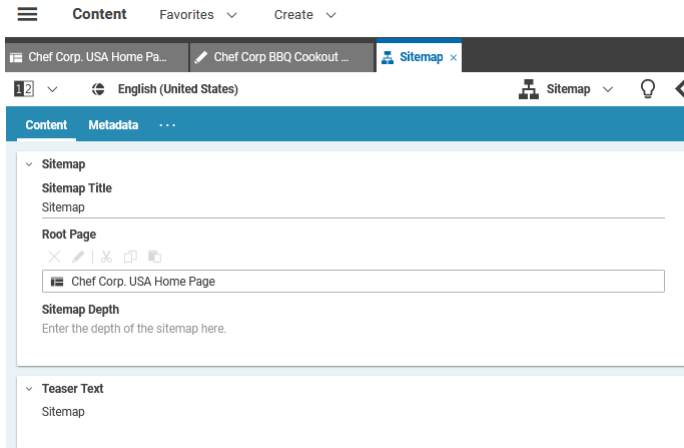 Content Favorites Create
Chef Corp. USA Home Pa... Chef Corp BBQ Cookout ... Sitemap ×
12 English (United States) Sitemap
Content Metadata ···
Sitemap
Sitemap Title
Sitemap
Root Page
Chef Corp. USA Home Page
Sitemap Depth
Enter the depth of the sitemap here.
Teaser Text
Sitemap